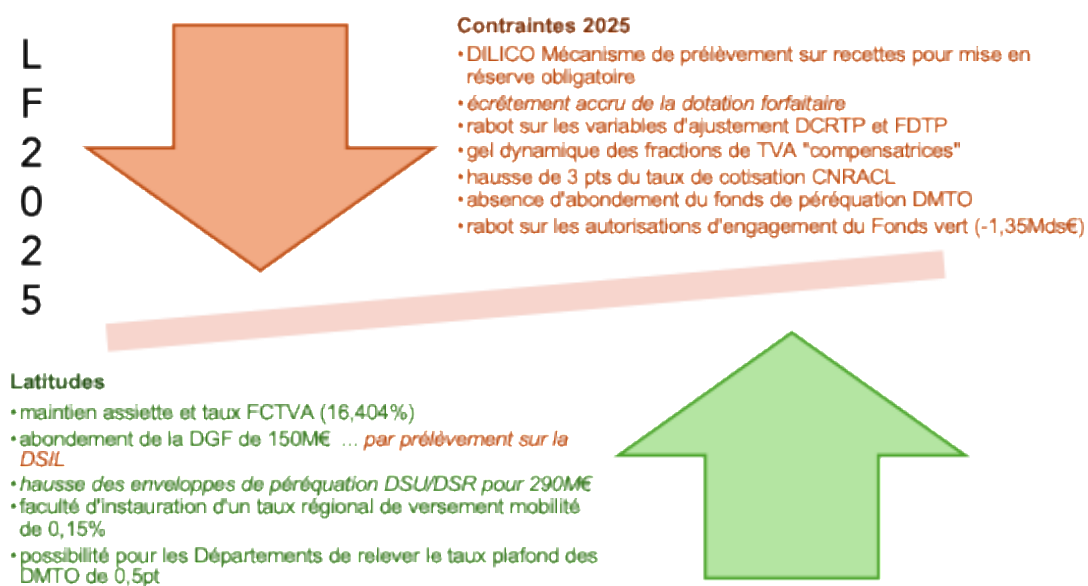 L
F
2
0
2
5
Contraintes 2025
•DILICO Mécanisme de prélèvement sur recettes pour mise en
réserve obligatoire
•écrêtement accru de la dotation forfaitaire
•rabot sur les variables d'ajustement DCRTP et FDTP
•gel dynamique des fractions de TVA "compensatrices"
•hausse de 3 pts du taux de cotisation CNRACL
•absence d'abondement du fonds de péréquation DMTO
•rabot sur les autorisations d'engagement du Fonds vert (-1,35Mds€)
Latitudes
•maintien assiette et taux FCTVA (16,404%)
•abondement de la DGF de 150M€ ... par prélèvement sur la
DSIL
•hausse des enveloppes de péréquation DSU/DSR pour 290M€
•faculté d'instauration d'un taux régional de versement mobilité
de 0,15%
•possibilité pour les Départements de relever le taux plafond des
DMTO de 0,5pt